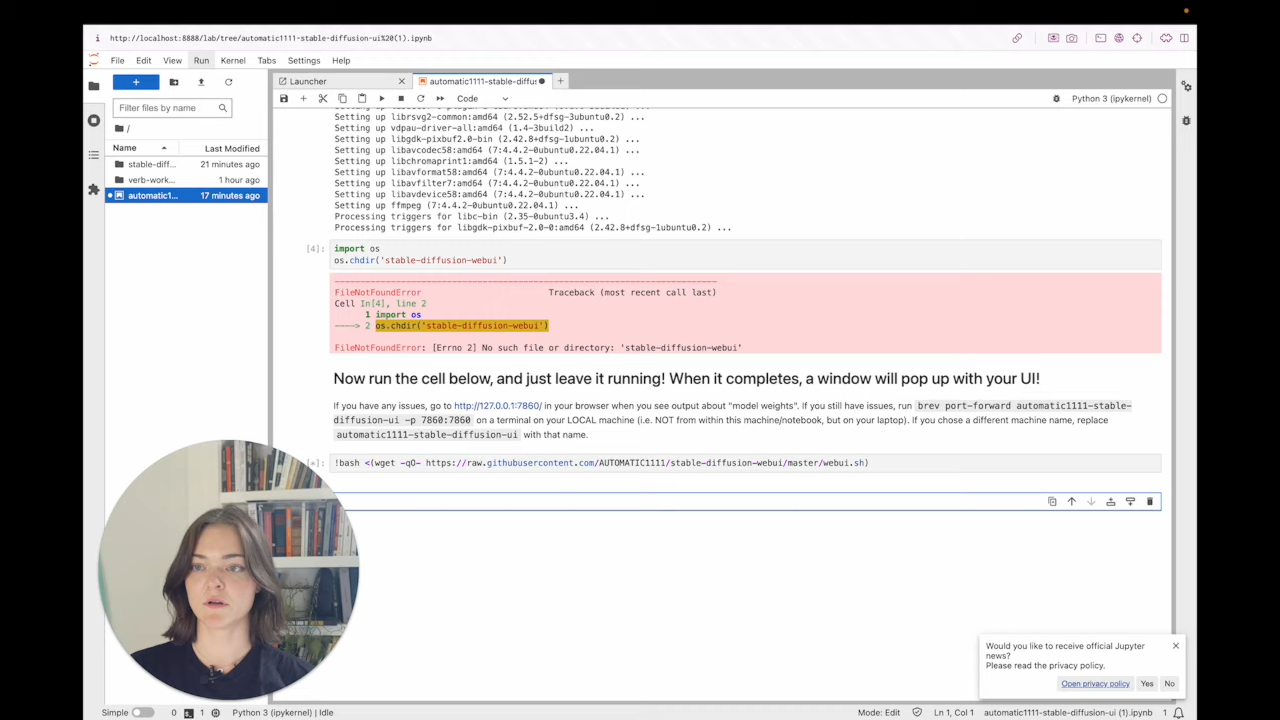 http://localhost:8888/lab/tree/automatic1111-stable-diffusion-ui%20(1).ipynb
File Edit View Run Kernel Tabs Settings Help
Launcher
automatic1111-stable-diffus
Filter files by name
Code
Python 3 (ipykernel)
/
Name Last Modified
stable-diff... 21 minutes ago
verb-work... 1 hour ago
automatic1... 17 minutes ago
Setting up librsvg2-common:amd64 (2.52.5+dfsg-3ubuntu0.2) ...
Setting up vdpau-driver-all:amd64 (1.4-3build2) ...
Setting up libgdk-pixbuf2.0-bin (2.42.8+dfsg-1ubuntu0.2) ...
Setting up libavcodec58:amd64 (7:4.4.2-0ubuntu0.22.04.1) ...
Setting up libchromaprint1:amd64 (1.5.1-2) ...
Setting up libavformat58:amd64 (7:4.4.2-0ubuntu0.22.04.1) ...
Setting up libavfilter7:amd64 (7:4.4.2-0ubuntu0.22.04.1) ...
Setting up libavdevice58:amd64 (7:4.4.2-0ubuntu0.22.04.1) ...
Setting up ffmpeg (7:4.4.2-0ubuntu0.22.04.1) ...
Processing triggers for libc-bin (2.35-0ubuntu3.4) ...
Processing triggers for libgdk-pixbuf-2.0-0:amd64 (2.42.8+dfsg-1ubuntu0.2) ...
[4]: import os
os.chdir('stable-diffusion-webui')
FileNotFoundError Traceback (most recent call last)
Cell In[4], line 2
1 import os
----> 2 os.chdir('stable-diffusion-webui')
FileNotFoundError: [Errno 2] No such file or directory: 'stable-diffusion-webui'
Now run the cell below, and just leave it running! When it completes, a window will pop up with your UI!
If you have any issues, go to http://127.0.0.1:7860/ in your browser when you see output about "model weights". If you still have issues, run brev port-forward automatic1111-stable-
diffusion-ui -p 7860:7860 on a terminal on your LOCAL machine (i.e. NOT from within this machine/notebook, but on your laptop). If you chose a different machine name, replace
automatic1111-stable-diffusion-ui with that name.
[*]: !bash <(wget -qO- https://raw.githubusercontent.com/AUTOMATIC1111/stable-diffusion-webui/master/webui.sh)
Would you like to receive official Jupyter
news?
Please read the privacy policy.
Open privacy policy Yes No
Simple 0 1 Python 3 (ipykernel) | Idle Mode: Edit Ln 1, Col 1 automatic1111-stable-diffusion-ui (1).ipynb 1